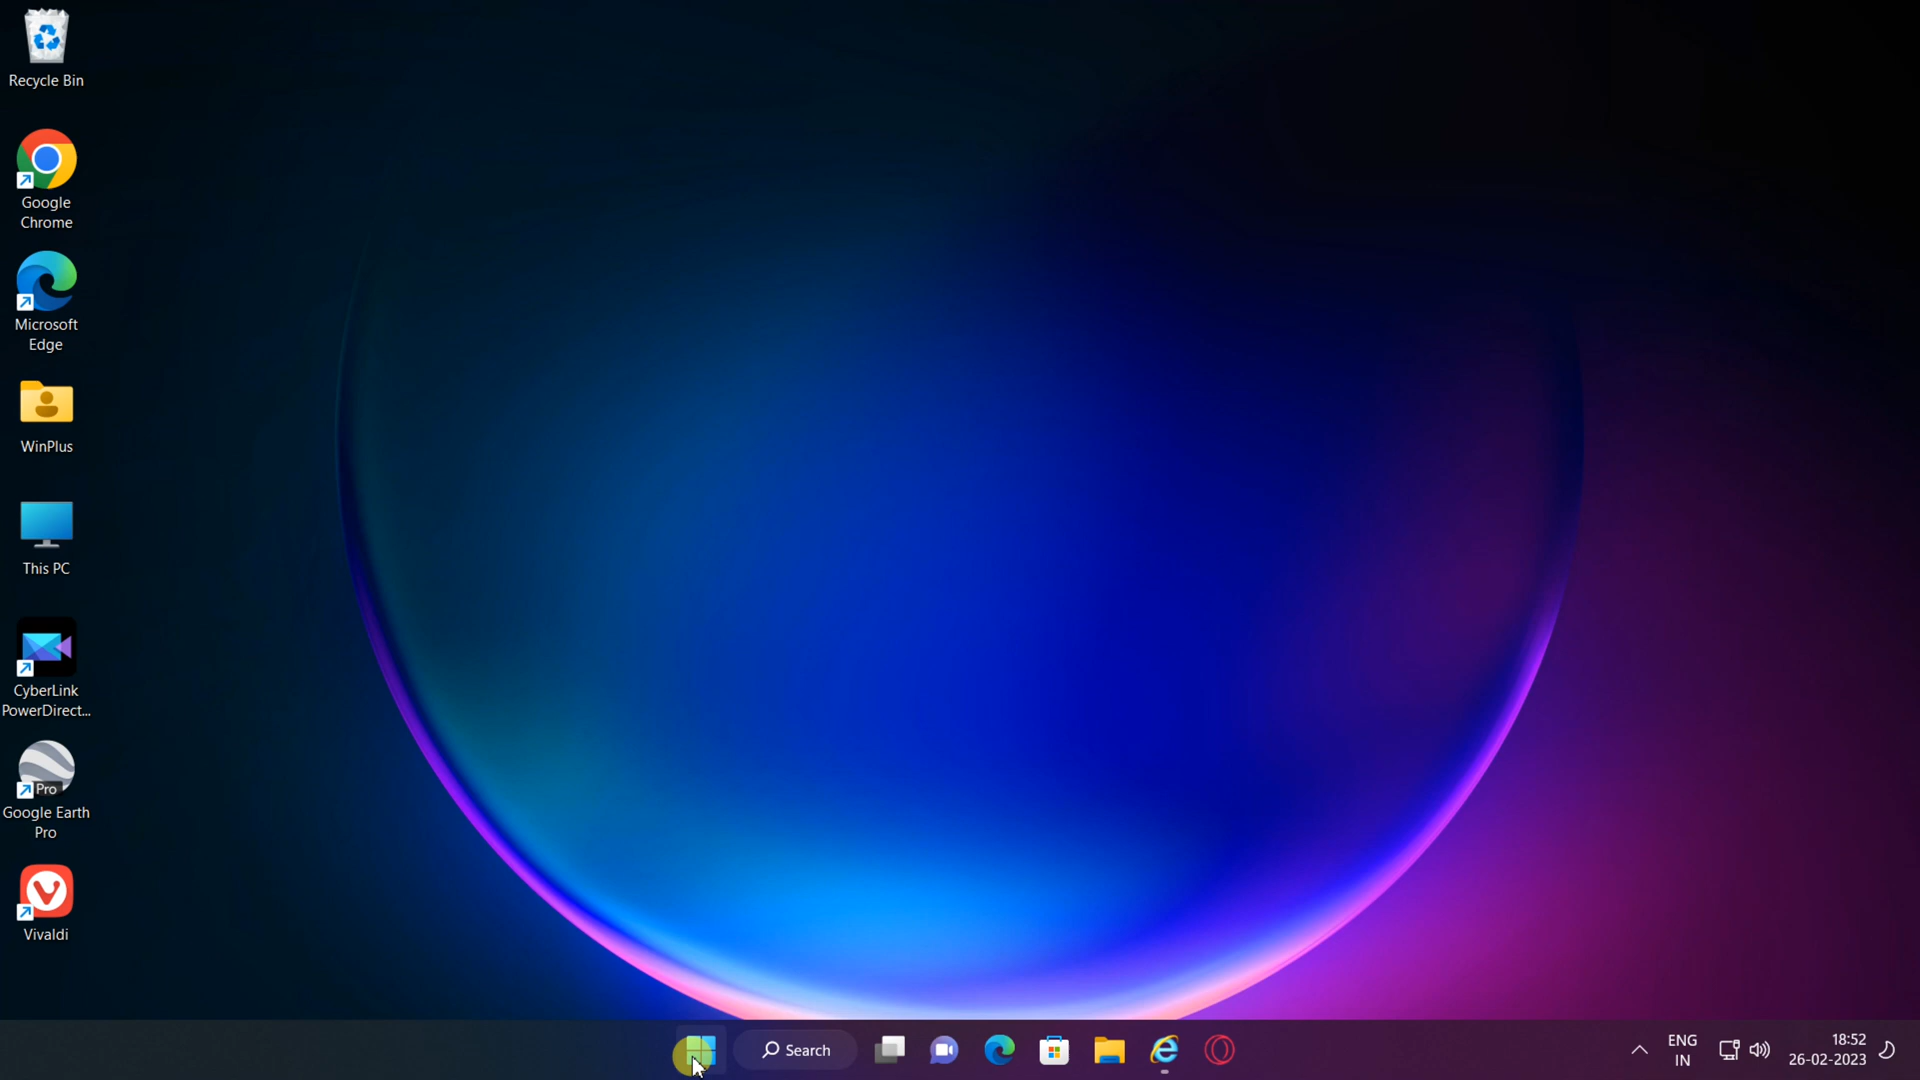 Recycle Bin
Google
Chrome
Microsoft
Edge
WinPlus
This PC
CyberLink
PowerDirect...
Pro
Google Earth
Pro
Vivaldi
Search
ENG
IN
18:52
26-02-2023